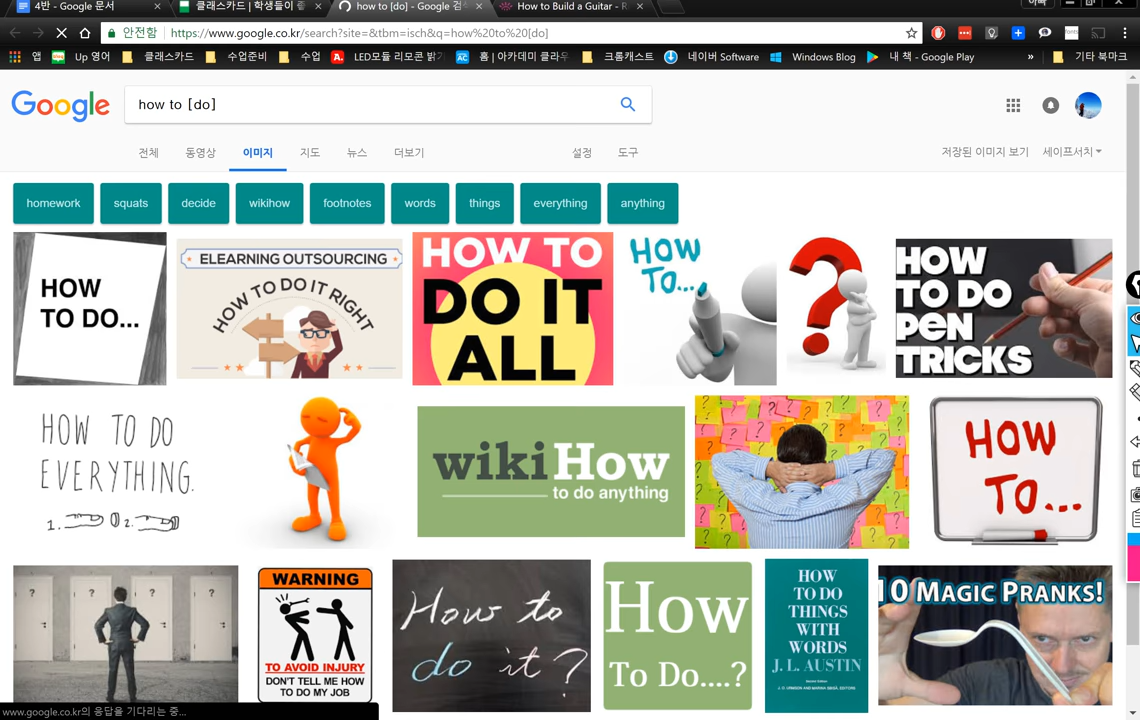 4반 - Google 문서
클래스카드 | 학생들이 즐
how to [do] - Google 검색
How to Build a Guitar - R
아빠
안전함 https://www.google.co.kr/search?site=&tbm=isch&q=how%20to%20[do]
앱
Up 영어
클래스카드
수업준비
수업
LED모듈 리모콘 밝기
홈 | 아카데미 클라우
크롬캐스트
네이버 Software
Windows Blog
내 책 - Google Play
»
기타 북마크
Google
how to [do]
전체 동영상 이미지 지도 뉴스 더보기 설정 도구
저장된 이미지 보기 세이프서치
homework squats decide wikihow footnotes words things everything anything
HOW
TO DO...
ELEARNING OUTSOURCING
HOW TO DO IT RIGHT
HOW TO
DO IT
ALL
HOW
TO...
?
HOW
TO DO
PEN
TRICKS
HOW TO DO
EVERYTHING.
1. 2.
wikiHow
to do anything
HOW
TO...
? ? ? ?
WARNING
TO AVOID INJURY
DON'T TELL ME HOW
TO DO MY JOB
How to
do it?
How
To Do....?
HOW
TO DO
THINGS
WITH
WORDS
J. L. AUSTIN
10 MAGIC PRANKS!
www.google.co.kr의 응답을 기다리는 중...